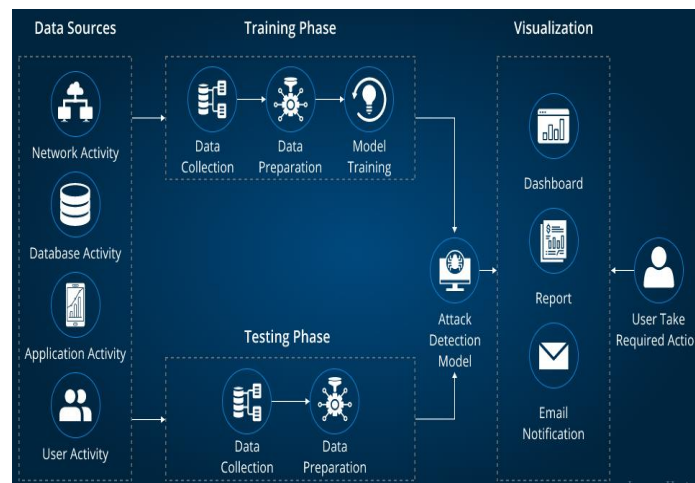 Data Sources
Training Phase
Visualization
Network Activity
Database Activity
Application Activity
User Activity
Data
Collection
Data
Preparation
Model
Training
Testing Phase
Data
Collection
Data
Preparation
Attack
Detection
Model
Dashboard
Report
Email
Notification
User Take
Required Actio